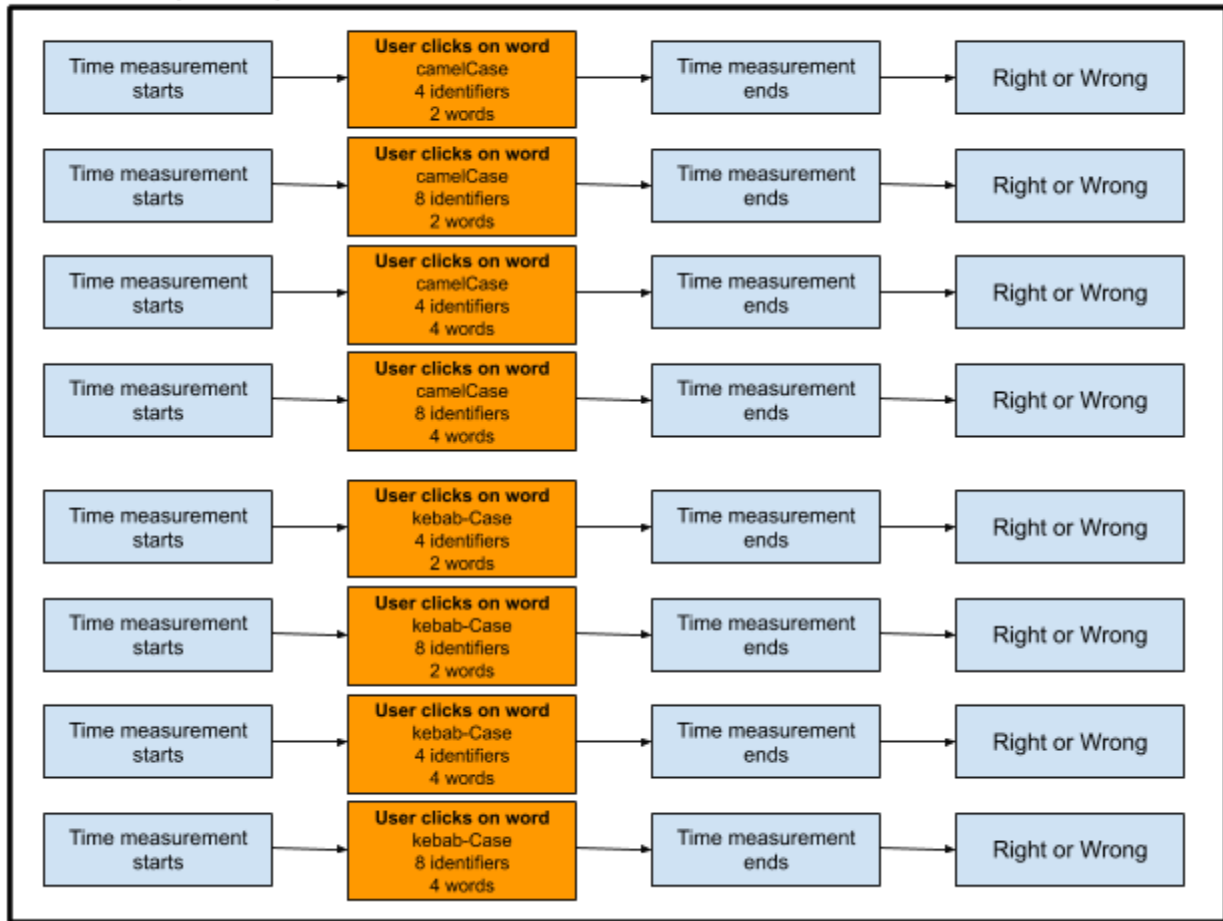 Time measurement
starts
User clicks on word
camelCase
4 identifiers
2 words
Time measurement
ends
Right or Wrong
Time measurement
starts
User clicks on word
camelCase
8 identifiers
2 words
Time measurement
ends
Right or Wrong
Time measurement
starts
User clicks on word
camelCase
4 identifiers
4 words
Time measurement
ends
Right or Wrong
Time measurement
starts
User clicks on word
camelCase
8 identifiers
4 words
Time measurement
ends
Right or Wrong
Time measurement
starts
User clicks on word
kebab-Case
4 identifiers
2 words
Time measurement
ends
Right or Wrong
Time measurement
starts
User clicks on word
kebab-Case
8 identifiers
2 words
Time measurement
ends
Right or Wrong
Time measurement
starts
User clicks on word
kebab-Case
4 identifiers
4 words
Time measurement
ends
Right or Wrong
Time measurement
starts
User clicks on word
kebab-Case
8 identifiers
4 words
Time measurement
ends
Right or Wrong